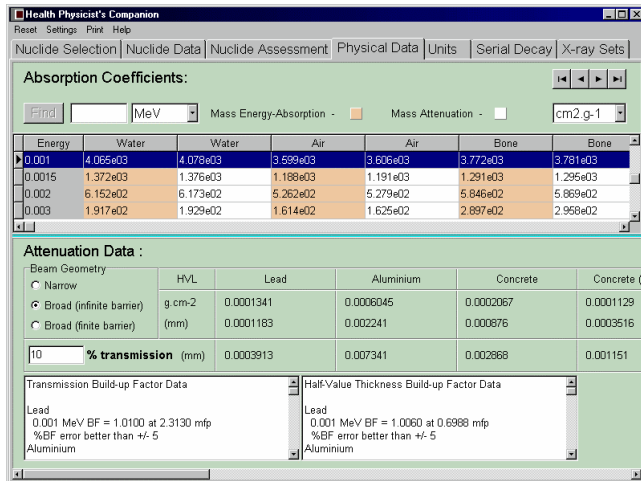 Health Physicist's Companion
Reset Settings Print Help
Nuclide Selection Nuclide Data Nuclide Assessment Physical Data Units Serial Decay X-ray Sets
Absorption Coefficients:
Find MeV Mass Energy-Absorption - Mass Attenuation - cm2.g-1
Energy Water Water Air Air Bone Bone
0.001 4.065e03 4.078e03 3.599e03 3.606e03 3.772e03 3.781e03
0.0015 1.372e03 1.376e03 1.188e03 1.191e03 1.291e03 1.295e03
0.002 6.152e02 6.173e02 5.262e02 5.279e02 5.846e02 5.869e02
0.003 1.917e02 1.929e02 1.614e02 1.625e02 2.897e02 2.958e02
Attenuation Data :
Beam Geometry
HVL Lead Aluminium Concrete Concrete (
Narrow
Broad (infinite barrier) g.cm-2 0.0001341 0.0006045 0.0002067 0.0001129
Broad (finite barrier) (mm) 0.0001183 0.002241 0.000876 0.0003516
10 % transmission (mm) 0.0003913 0.007341 0.002868 0.001151
Transmission Build-up Factor Data
Lead
0.001 MeV BF = 1.0100 at 2.3130 mfp
%BF error better than +/- 5
Aluminium
Half-Value Thickness Build-up Factor Data
Lead
0.001 MeV BF = 1.0060 at 0.6988 mfp
%BF error better than +/- 5
Aluminium